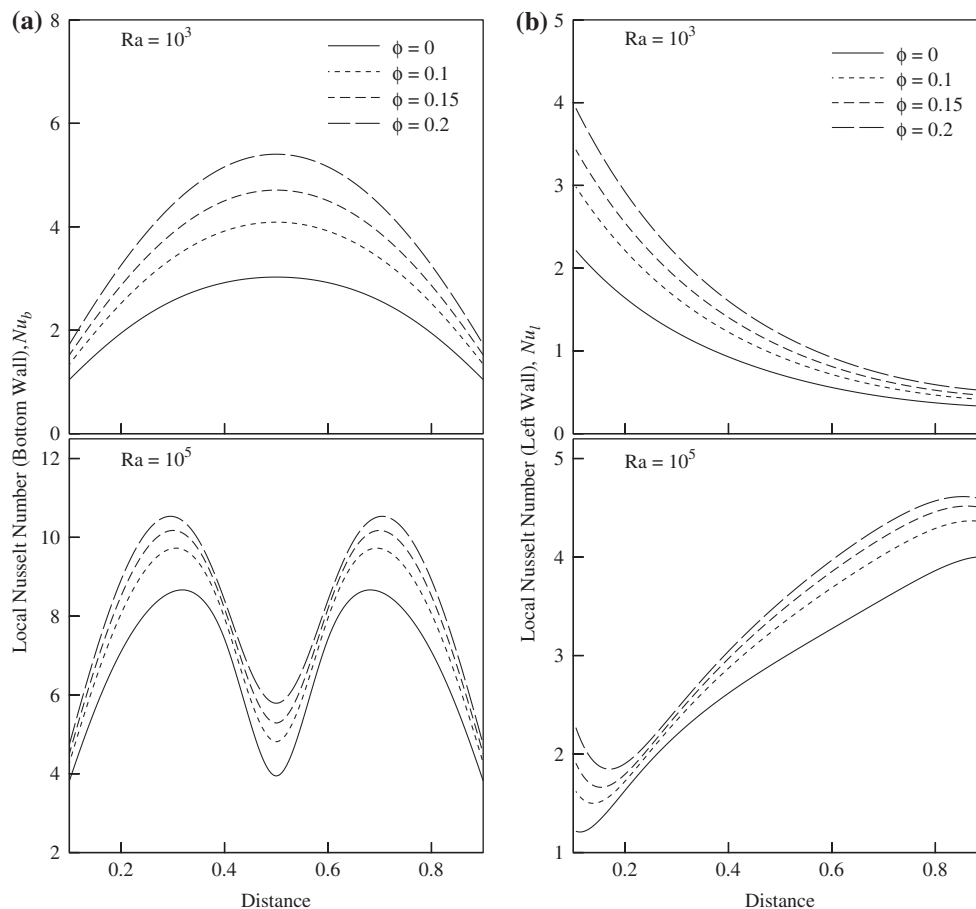 (a)
Ra = 10³
ϕ = 0
ϕ = 0.1
ϕ = 0.15
ϕ = 0.2
8
6
4
2
0
Ra = 10⁵
12
10
8
6
4
2
0.2 0.4 0.6 0.8
Distance
Local Nusselt Number (Bottom Wall), Nu_b
(b)
Ra = 10³
ϕ = 0
ϕ = 0.1
ϕ = 0.15
ϕ = 0.2
5
4
3
2
1
0
Ra = 10⁵
5
4
3
2
1
0.2 0.4 0.6 0.8
Distance
Local Nusselt Number (Left Wall), Nu_l